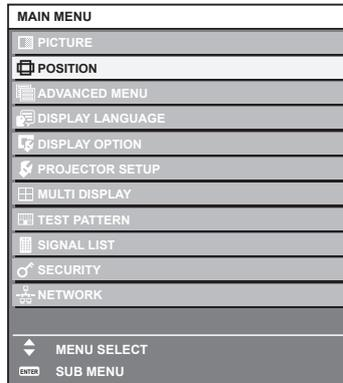 MAIN MENU
PICTURE
POSITION
ADVANCED MENU
DISPLAY LANGUAGE
DISPLAY OPTION
PROJECTOR SETUP
MULTI DISPLAY
TEST PATTERN
SIGNAL LIST
SECURITY
NETWORK
MENU SELECT
ENTER SUB MENU